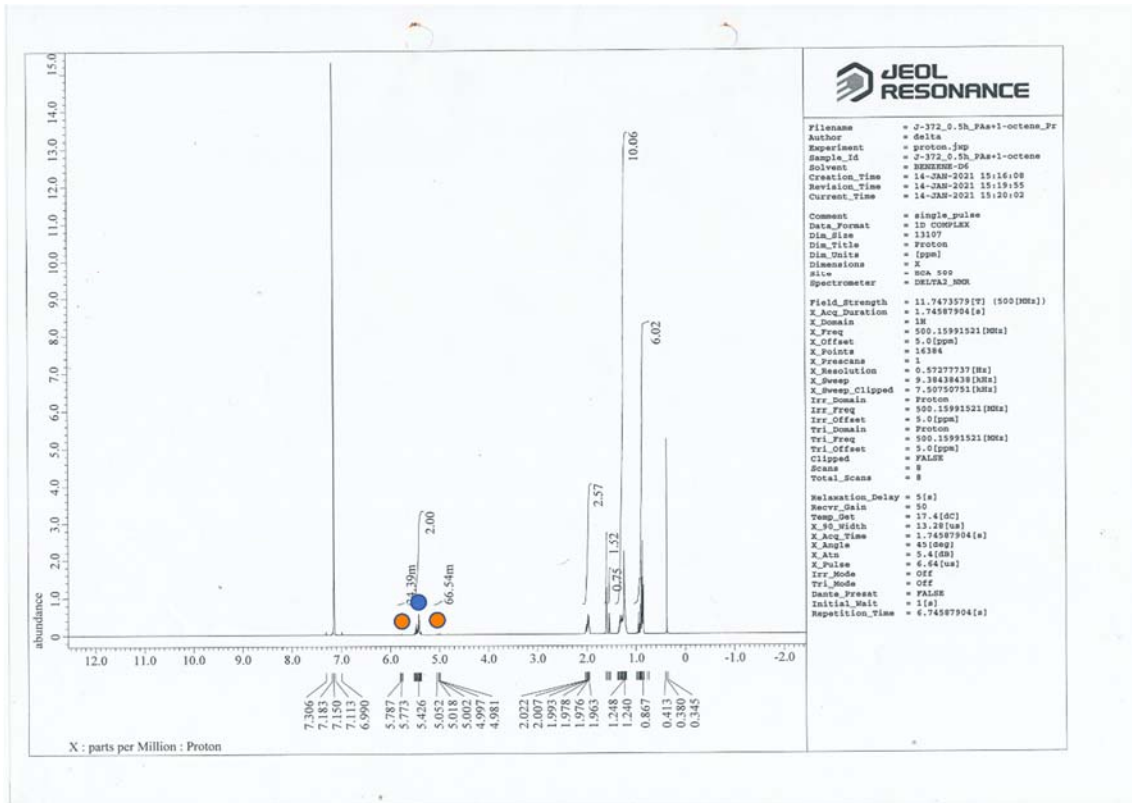 abundance
15.0
14.0
13.0
12.0
11.0
10.0
9.0
8.0
7.0
6.0
5.0
4.0
3.0
2.0
1.0
0
2.00
66.54m
2.57
1.52
0.75
10.06
6.02
12.0 11.0 10.0 9.0 8.0 7.0 6.0 5.0 4.0 3.0 2.0 1.0 0 -1.0 -2.0
7.306
7.183
7.150
7.113
6.990
5.787
5.773
5.426
5.052
5.018
5.002
4.997
4.981
2.022
2.007
1.993
1.978
1.976
1.963
1.248
1.240
0.867
0.413
0.380
0.345
X : parts per Million : Proton
JEOL
RESONANCE
Filename = J-372_0.5h_PAs+1-octene_Pr
Author = delta
Experiment = proton.jxp
Sample_Id = J-372_0.5h_PAs+1-octene
Solvent = BENZENE-D6
Creation_Time = 14-JAN-2021 15:16:08
Revision_Time = 14-JAN-2021 15:19:55
Current_Time = 14-JAN-2021 15:20:02
Comment = single_pulse
Data_Format = 1D COMPLEX
Dim_Size = 13107
Dim_Title = Proton
Dim_Units = [ppm]
Dimensions = X
Site = ECA 500
Spectrometer = DELTA2_NMR
Field_Strength = 11.7473579[T] (500[MHz])
X_Acq_Duration = 1.74587904[s]
X_Domain = 1H
X_Freq = 500.15991521[MHz]
X_Offset = 5.0[ppm]
X_Points = 16384
X_Prescans = 1
X_Resolution = 0.57277737[Hz]
X_Sweep = 9.38438438[kHz]
X_Sweep_Clipped = 7.50750751[kHz]
Irr_Domain = Proton
Irr_Freq = 500.15991521[MHz]
Irr_Offset = 5.0[ppm]
Tri_Domain = Proton
Tri_Freq = 500.15991521[MHz]
Tri_Offset = 5.0[ppm]
Clipped = FALSE
Scans = 8
Total_Scans = 8
Relaxation_Delay = 5[s]
Recvr_Gain = 50
Temp_Get = 17.4[dC]
X_90_Width = 13.28[us]
X_Acq_Time = 1.74587904[s]
X_Angle = 45[deg]
X_Atn = 5.4[dB]
X_Pulse = 6.64[us]
Irr_Mode = Off
Tri_Mode = Off
Dante_Presat = FALSE
Initial_Wait = 1[s]
Repetition_Time = 6.74587904[s]